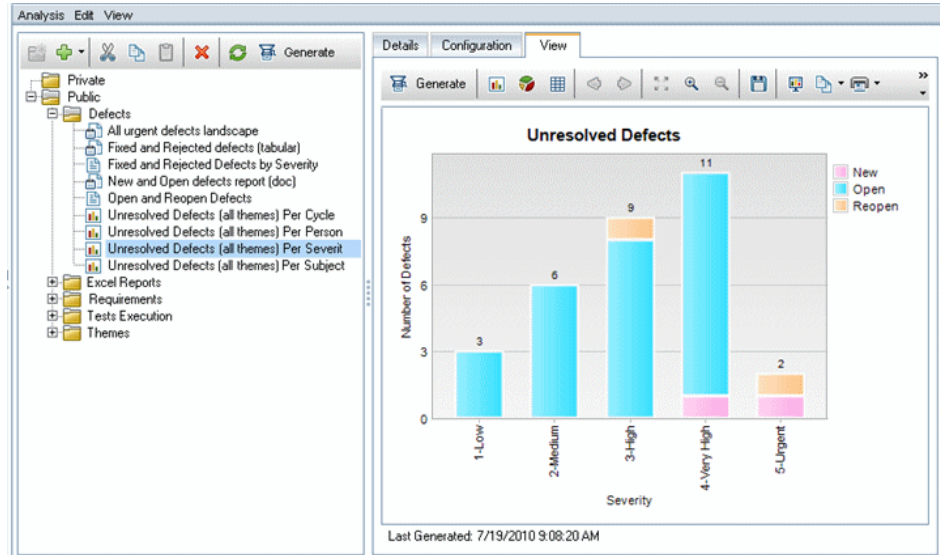 Analysis Edit View
Generate
Private
Public
Defects
All urgent defects landscape
Fixed and Rejected defects (tabular)
Fixed and Rejected Defects by Severity
New and Open defects report (doc)
Open and Reopen Defects
Unresolved Defects (all themes) Per Cycle
Unresolved Defects (all themes) Per Person
Unresolved Defects (all themes) Per Severit
Unresolved Defects (all themes) Per Subject
Excel Reports
Requirements
Tests Execution
Themes
Details Configuration View
Generate
Unresolved Defects
New
Open
Reopen
Number of Defects
9
6
3
0
3
6
9
11
2
1-Low
2-Medium
3-High
4-Very High
5-Urgent
Severity
Last Generated: 7/19/2010 9:08:20 AM